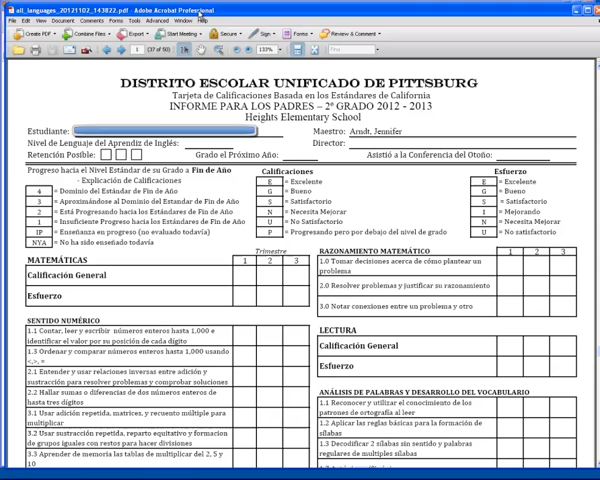 all_languages_20121102_143822.pdf - Adobe Acrobat Professional
File Edit View Document Comments Forms Tools Advanced Window Help
Create PDF Combine Files Export Start Meeting Secure Sign Forms Review & Comment
1 (37 of 50) 133% Find
DISTRITO ESCOLAR UNIFICADO DE PITTSBURG
Tarjeta de Calificaciones Basada en los Estándares de California
INFORME PARA LOS PADRES – 2º GRADO 2012 - 2013
Heights Elementary School
Estudiante: Maestro: Arndt, Jennifer
Nivel de Lenguaje del Aprendiz de Inglés: Director:
Retención Posible: Grado el Próximo Año: Asistió a la Conferencia del Otoño:
Progreso hacia el Nivel Estándar de su Grado a Fin de Año
- Explicación de Calificaciones
4 = Dominio del Estándar de Fin de Año
3 = Aproximándose al Dominio del Estandar de Fin de Año
2 = Está Progresando hacia los Estándares de Fin de Año
1 = Insuficiente Progreso hacia los Estándares de Fin de Año
IP = Enseñanza en progreso (no evaluado todavía)
NYA = No ha sido enseñado todavía
Calificaciones
E = Excelente
G = Bueno
S = Satisfactorio
N = Necesita Mejorar
U = No Satisfactorio
P = Progresando pero por debajo del nivel de grado
Esfuerzo
E = Excelente
G = Bueno
S = Satisfactorio
I = Mejorando
N = Necesita Mejorar
U = No satisfactorio
Trimestre
MATEMÁTICAS 1 2 3
Calificación General
Esfuerzo
SENTIDO NUMÉRICO
1.1 Contar, leer y escribir números enteros hasta 1,000 e
identificar el valor por su posición de cada dígito
1.3 Ordenar y comparar números enteros hasta 1,000 usando
<,>, =
2.1 Entender y usar relaciones inversas entre adición y
sustracción para resolver problemas y comprobar soluciones
2.2 Hallar sumas o diferencias de dos números enteros de
hasta tres dígitos
3.1 Usar adición repetida, matrices, y recuento múltiple para
multiplicar
3.2 Usar sustracción repetida, reparto equitativo y formacion
de grupos iguales con restos para hacer divisiones
3.3 Aprender de memoria las tablas de multiplicar del 2, 5 y
10
RAZONAMIENTO MATEMÁTICO 1 2 3
1.0 Tomar decisiones acerca de cómo plantear un
problema
2.0 Resolver problemas y justificar su razonamiento
3.0 Notar conexiones entre un problema y otro
LECTURA
Calificación General
Esfuerzo
ANÁLISIS DE PALABRAS Y DESARROLLO DEL VOCABULARIO
1.1 Reconocer y utilizar el conocimiento de los
patrones de ortografía al leer
1.2 Aplicar las reglas básicas para la formación de
sílabas
1.3 Decodificar 2 sílabas sin sentido y palabras
regulares de multiples sílabas